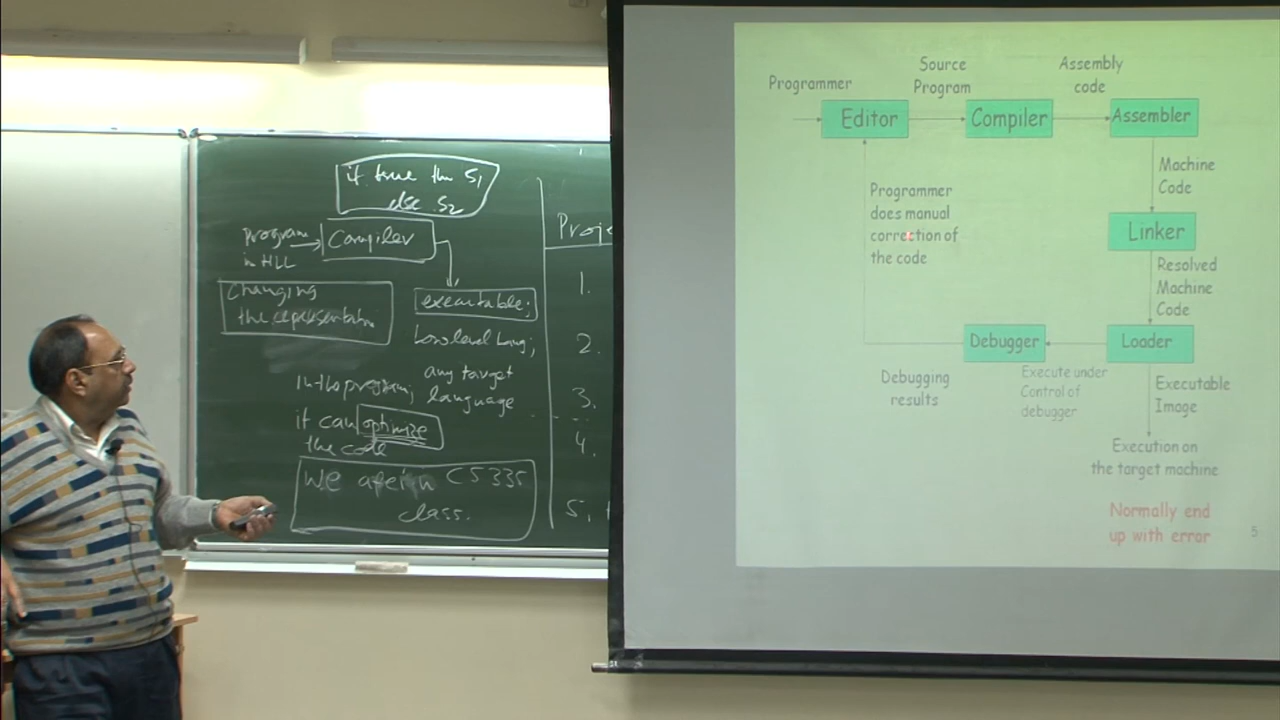 if true then S1
else S2
program
in HLL
Compiler
Changing
the representation
executable;
Low level Lang;
any target
language
it can optimize
the code
We are in CS335
class.
Proje
1.
2.
3.
4.
5.
Programmer
Editor
Source
Program
Compiler
Assembly
code
Assembler
Machine
Code
Linker
Resolved
Machine
Code
Loader
Debugger
Programmer
does manual
correction of
the code
Debugging
results
Execute under
Control of
debugger
Executable
Image
Execution on
the target machine
Normally end
up with error
5